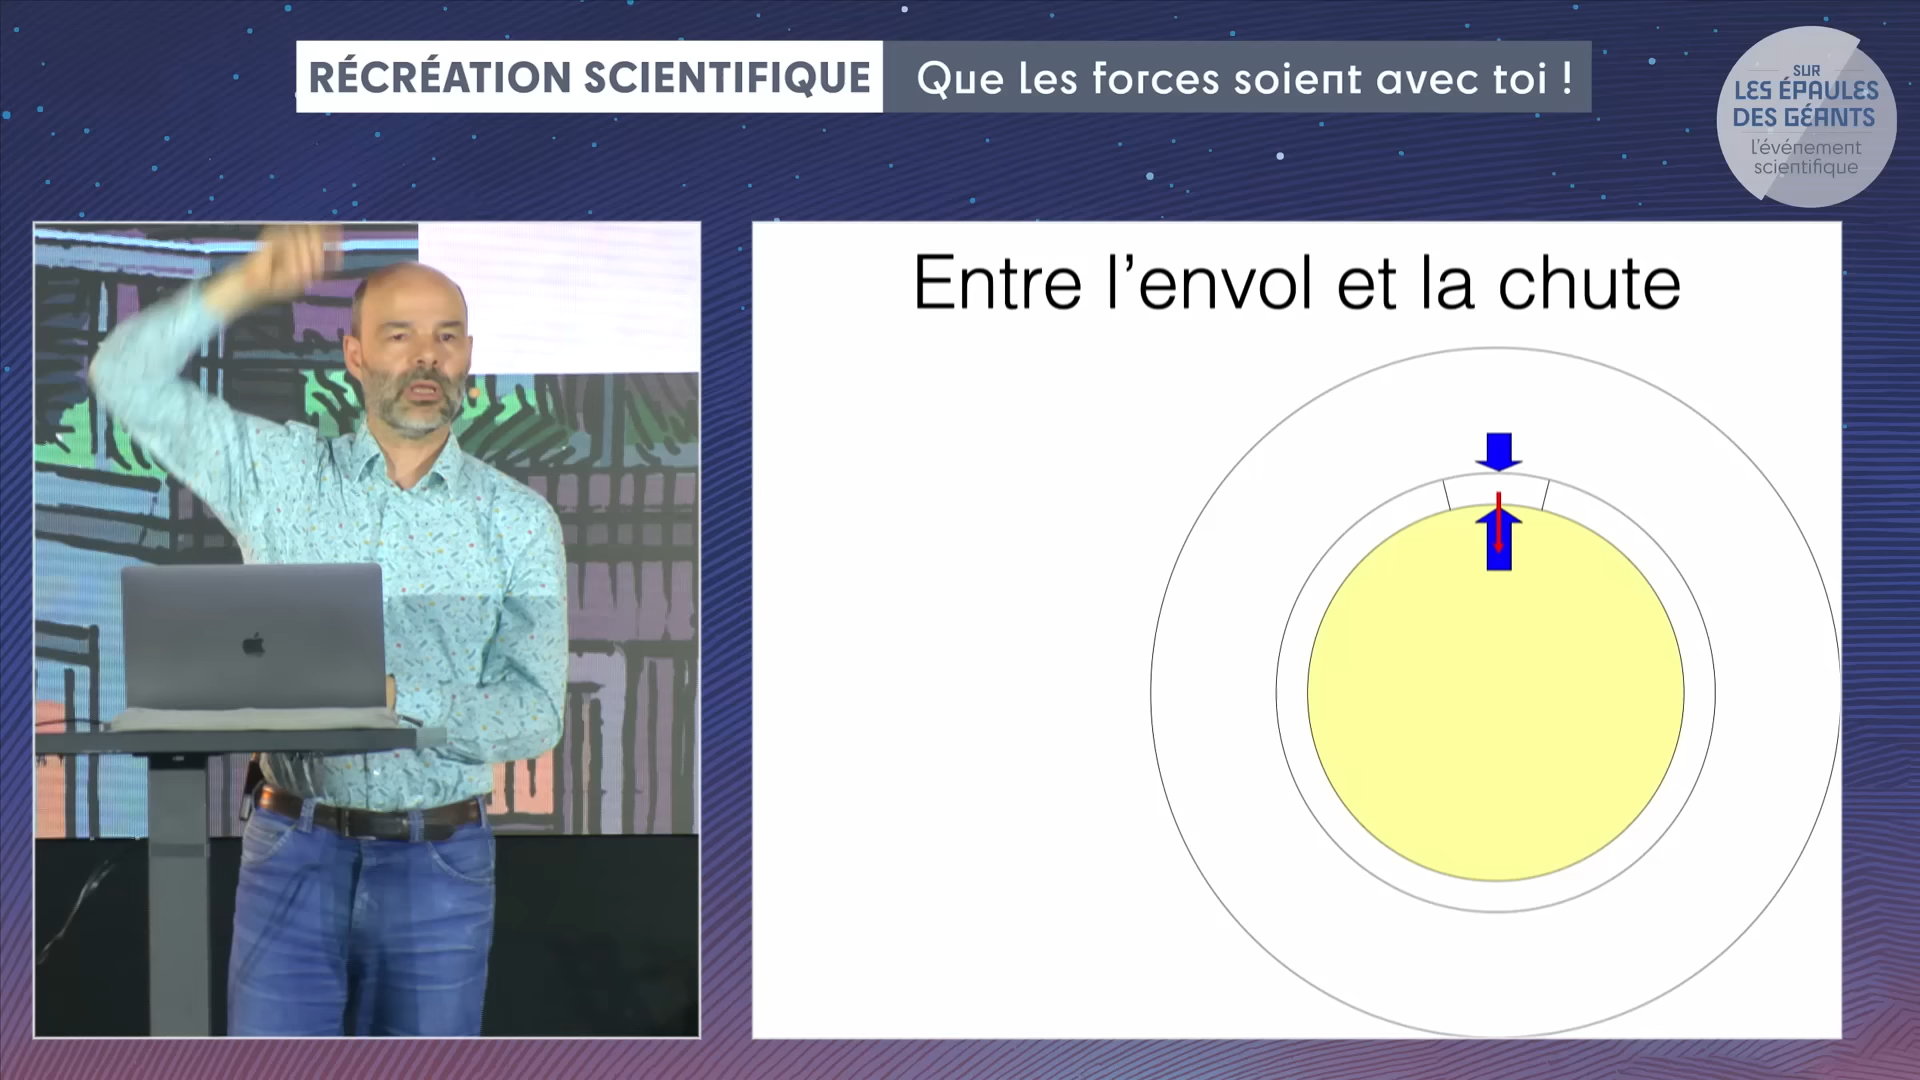 RÉCRÉATION SCIENTIFIQUE Que les forces soient avec toi !
SUR
LES ÉPAULES
DES GÉANTS
l'événement
scientifique
Entre l'envol et la chute